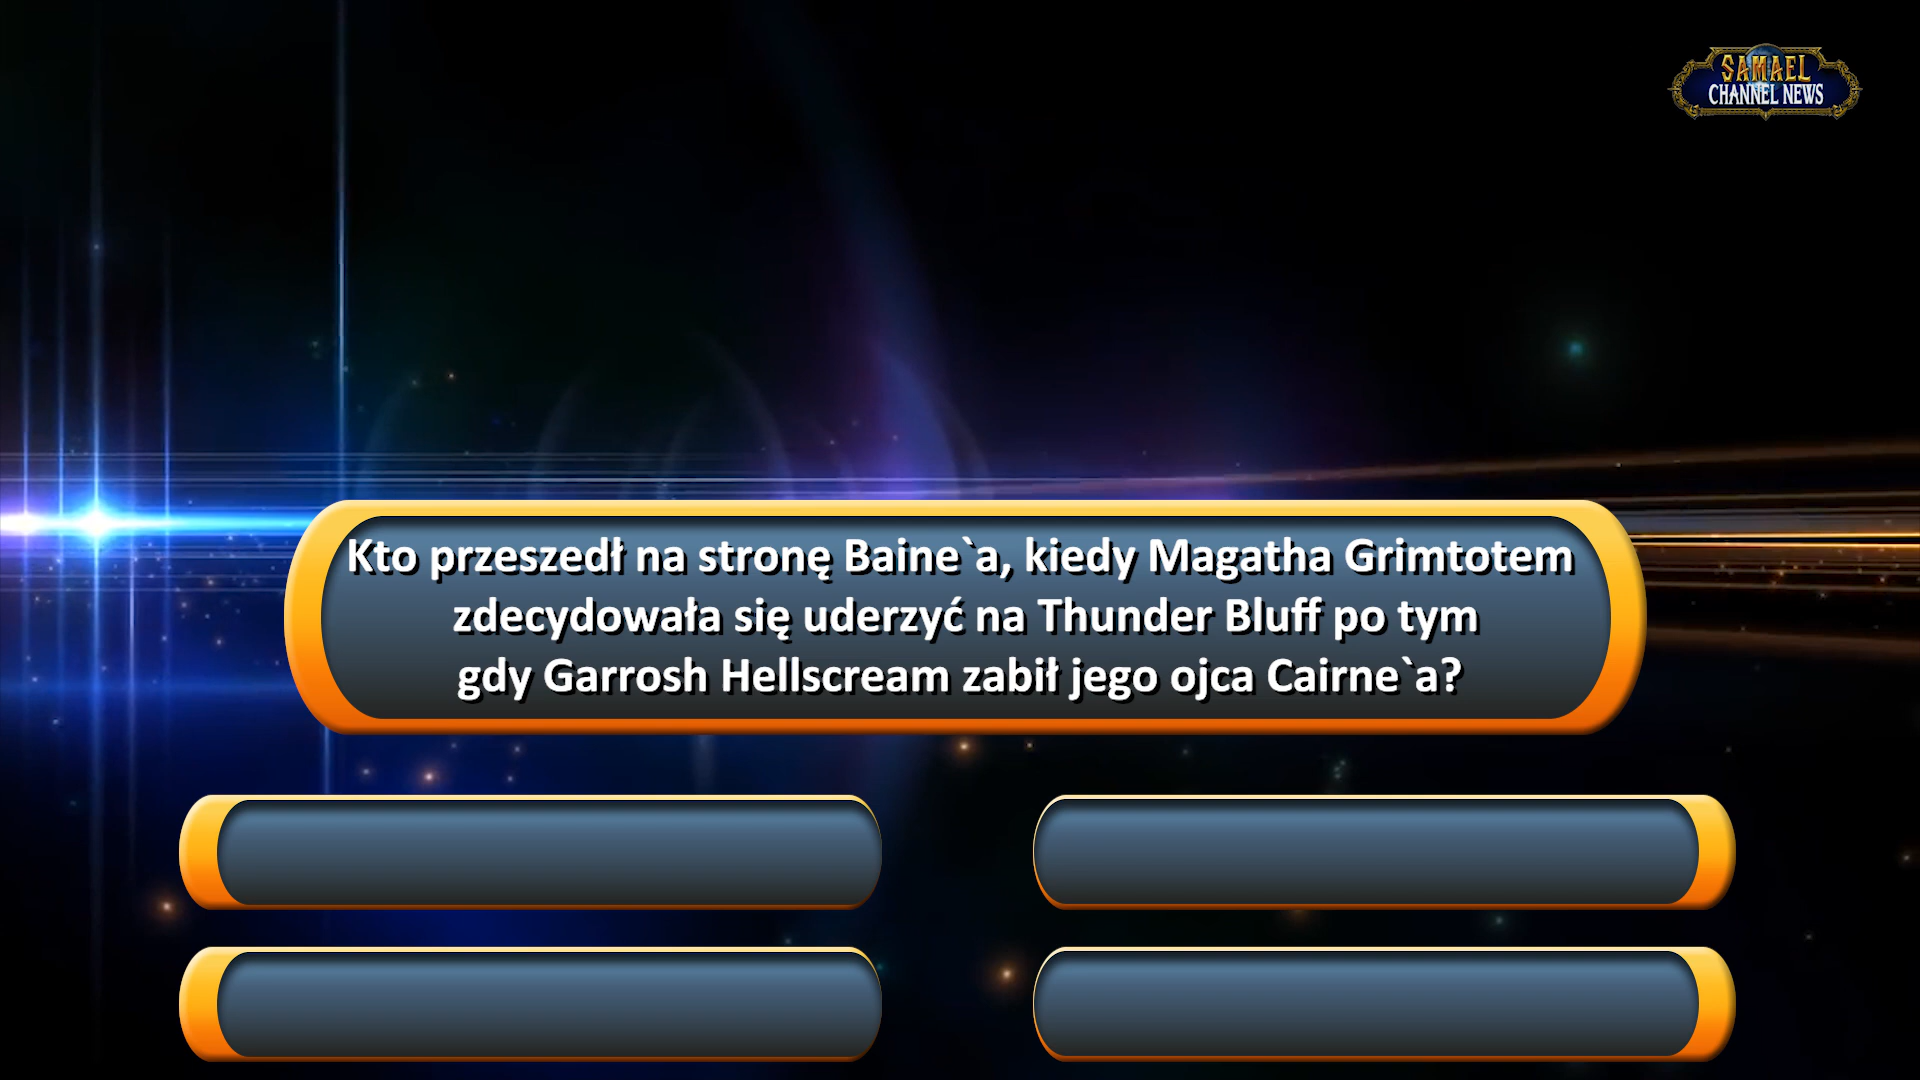 SAMAEL
CHANNEL NEWS
Kto przeszedł na stronę Baine`a, kiedy Magatha Grimtotem
zdecydowała się uderzyć na Thunder Bluff po tym
gdy Garrosh Hellscream zabił jego ojca Cairne`a?